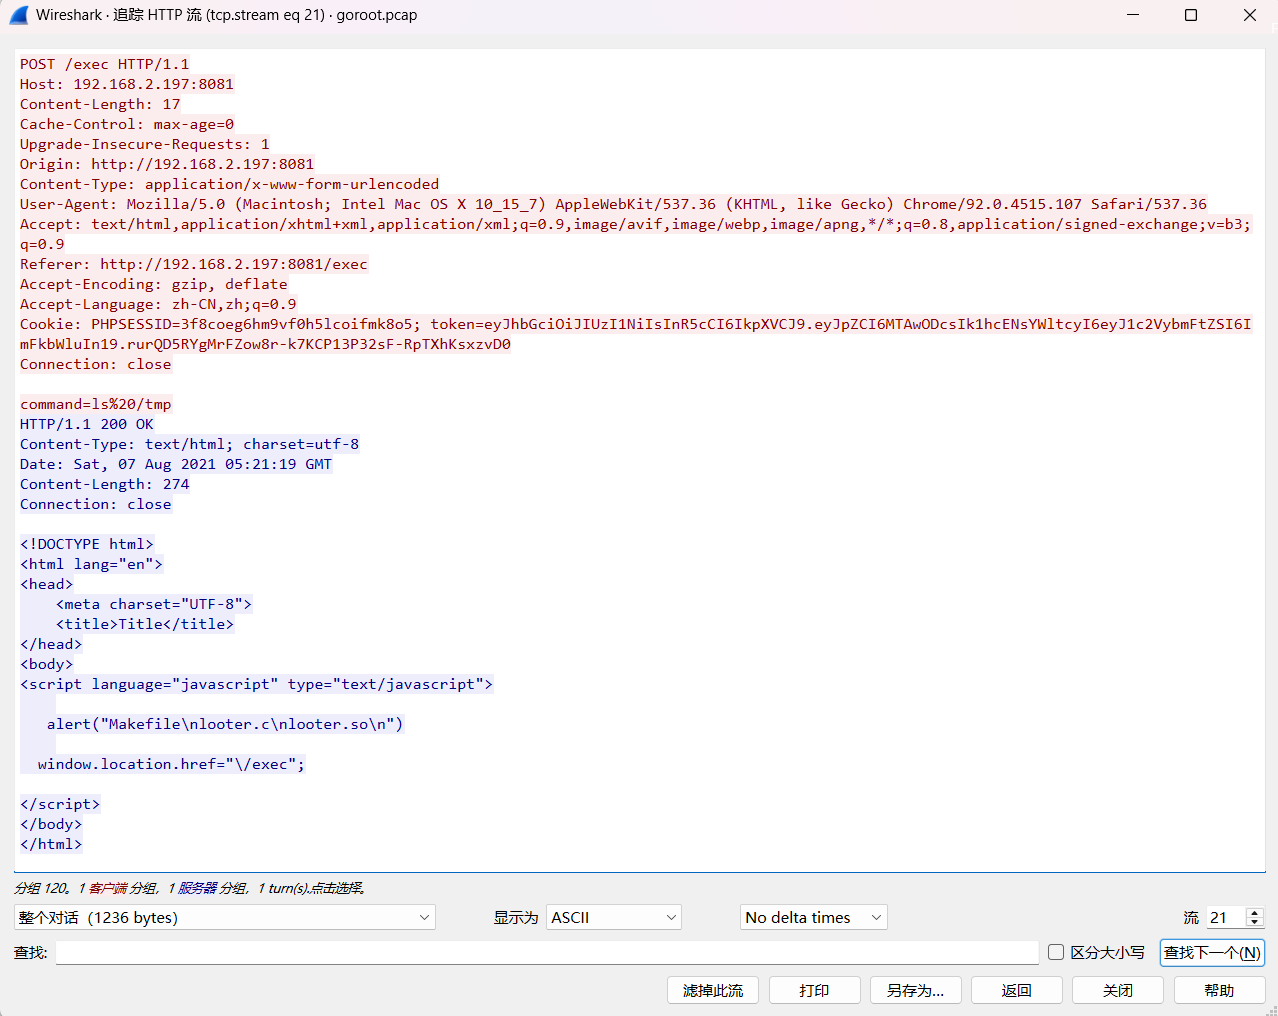 Wireshark · 追踪 HTTP 流 (tcp.stream eq 21) · goroot.pcap
POST /exec HTTP/1.1
Host: 192.168.2.197:8081
Content-Length: 17
Cache-Control: max-age=0
Upgrade-Insecure-Requests: 1
Origin: http://192.168.2.197:8081
Content-Type: application/x-www-form-urlencoded
User-Agent: Mozilla/5.0 (Macintosh; Intel Mac OS X 10_15_7) AppleWebKit/537.36 (KHTML, like Gecko) Chrome/92.0.4515.107 Safari/537.36
Accept: text/html,application/xhtml+xml,application/xml;q=0.9,image/avif,image/webp,image/apng,*/*;q=0.8,application/signed-exchange;v=b3;
q=0.9
Referer: http://192.168.2.197:8081/exec
Accept-Encoding: gzip, deflate
Accept-Language: zh-CN,zh;q=0.9
Cookie: PHPSESSID=3f8coeg6hm9vf0h5lcoifmk8o5; token=eyJhbGciOiJIUzI1NiIsInR5cCI6IkpXVCJ9.eyJpZCI6MTAwODcsIk1hcENsYWltcyI6eyJ1c2VybmFtZSI6I
mFkbWluIn19.rurQD5RYgMrFZow8r-k7KCP13P32sF-RpTXhKsxzvD0
Connection: close
command=ls%20/tmp
HTTP/1.1 200 OK
Content-Type: text/html; charset=utf-8
Date: Sat, 07 Aug 2021 05:21:19 GMT
Content-Length: 274
Connection: close
<!DOCTYPE html>
<html lang="en">
<head>
    <meta charset="UTF-8">
    <title>Title</title>
</head>
<body>
<script language="javascript" type="text/javascript">
   alert("Makefile\nlooter.c\nlooter.so\n")
  window.location.href="\/exec";
</script>
</body>
</html>
分组 120。1 客户端 分组, 1 服务器 分组, 1 turn(s).点击选择。
整个对话 (1236 bytes) 显示为 ASCII No delta times 流 21
查找: 区分大小写 查找下一个(N)
滤掉此流 打印 另存为... 返回 关闭 帮助